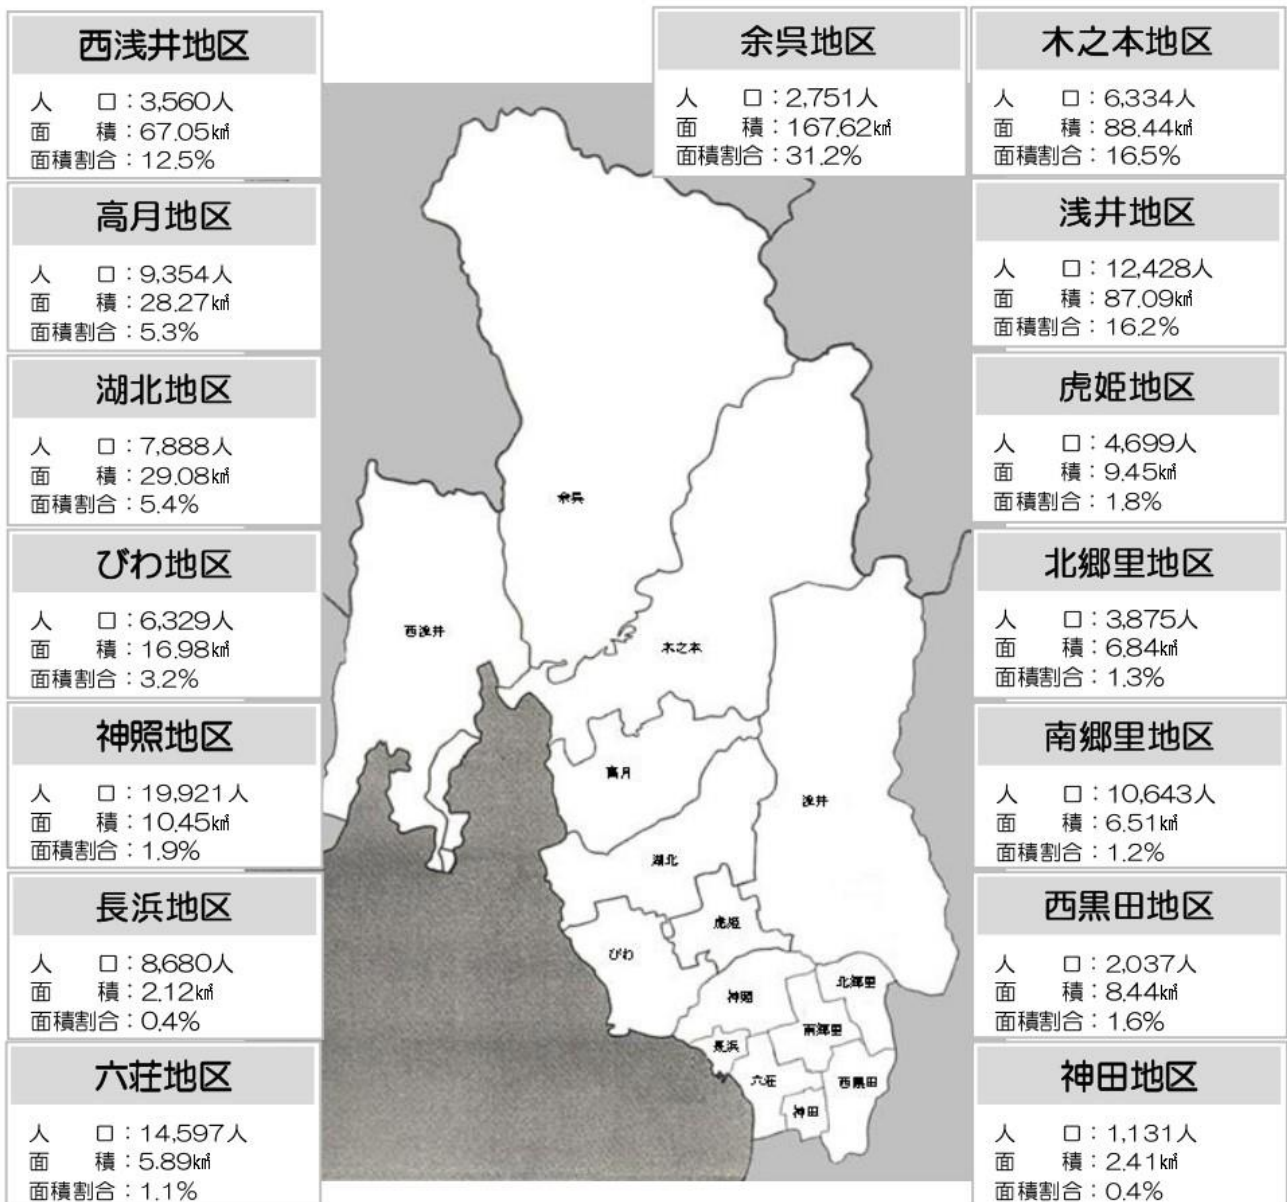 西浅井地区
人　　口：3,560人
面　　積：67.05㎢
面積割合：12.5%
高月地区
人　　口：9,354人
面　　積：28.27㎢
面積割合：5.3%
湖北地区
人　　口：7,888人
面　　積：29.08㎢
面積割合：5.4%
びわ地区
人　　口：6,329人
面　　積：16.98㎢
面積割合：3.2%
神照地区
人　　口：19,921人
面　　積：10.45㎢
面積割合：1.9%
長浜地区
人　　口：8,680人
面　　積：2.12㎢
面積割合：0.4%
六荘地区
人　　口：14,597人
面　　積：5.89㎢
面積割合：1.1%
余呉地区
人　　口：2,751人
面　　積：167.62㎢
面積割合：31.2%
木之本地区
人　　口：6,334人
面　　積：88.44㎢
面積割合：16.5%
浅井地区
人　　口：12,428人
面　　積：87.09㎢
面積割合：16.2%
虎姫地区
人　　口：4,699人
面　　積：9.45㎢
面積割合：1.8%
北郷里地区
人　　口：3,875人
面　　積：6.84㎢
面積割合：1.3%
南郷里地区
人　　口：10,643人
面　　積：6.51㎢
面積割合：1.2%
西黒田地区
人　　口：2,037人
面　　積：8.44㎢
面積割合：1.6%
神田地区
人　　口：1,131人
面　　積：2.41㎢
面積割合：0.4%
余呉
西浅井
木之本
高月
浅井
湖北
虎姫
びわ
北郷里
神照
南郷里
長浜
六荘
西黒田
神田